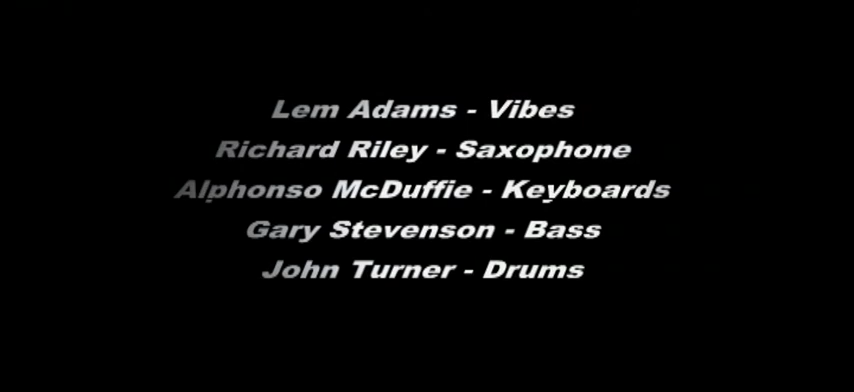 Lem Adams - Vibes
Richard Riley - Saxophone
Alphonso McDuffie - Keyboards
Gary Stevenson - Bass
John Turner - Drums